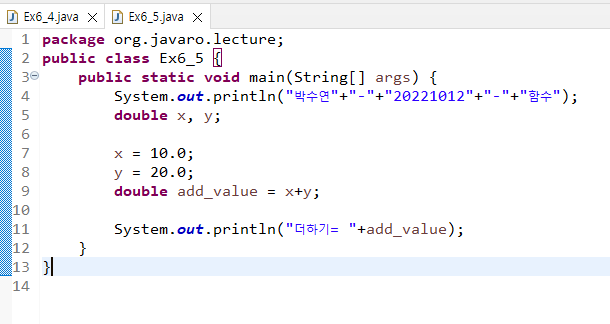 Ex6_4.java Ex6_5.java
1 package org.javaro.lecture;
2 public class Ex6_5 {
3 public static void main(String[] args) {
4 System.out.println("박수연"+"-"+"20221012"+"-"+"함수");
5 double x, y;
6
7 x = 10.0;
8 y = 20.0;
9 double add_value = x+y;
10
11 System.out.println("더하기= "+add_value);
12 }
13 }
14